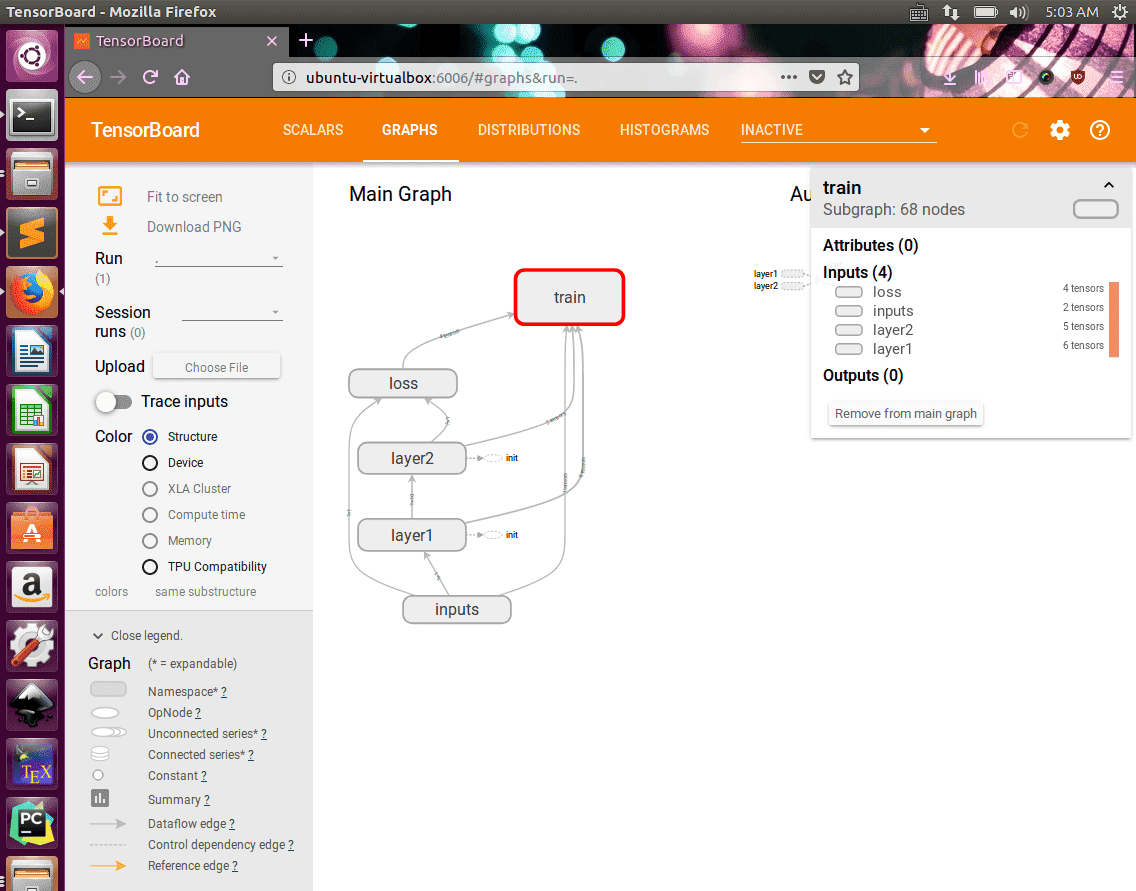 TensorBoard - Mozilla Firefox
5:03 AM
TensorBoard
ubuntu-virtualbox:6006/#graphs&run=.
TensorBoard
SCALARS
GRAPHS
DISTRIBUTIONS
HISTOGRAMS
INACTIVE
Fit to screen
Download PNG
Run
(1)
.
Session
runs (0)
Upload
Choose File
Trace inputs
Color
Structure
Device
XLA Cluster
Compute time
Memory
TPU Compatibility
colors
same substructure
Close legend.
Graph
(* = expandable)
Namespace* ?
OpNode ?
Unconnected series* ?
Connected series* ?
Constant ?
Summary ?
Dataflow edge ?
Control dependency edge ?
Reference edge ?
Main Graph
train
loss
layer2
init
layer1
init
inputs
Au
layer1
layer2
train
Subgraph: 68 nodes
Attributes (0)
Inputs (4)
loss
4 tensors
inputs
2 tensors
layer2
5 tensors
layer1
6 tensors
Outputs (0)
Remove from main graph
a
TEX
PC